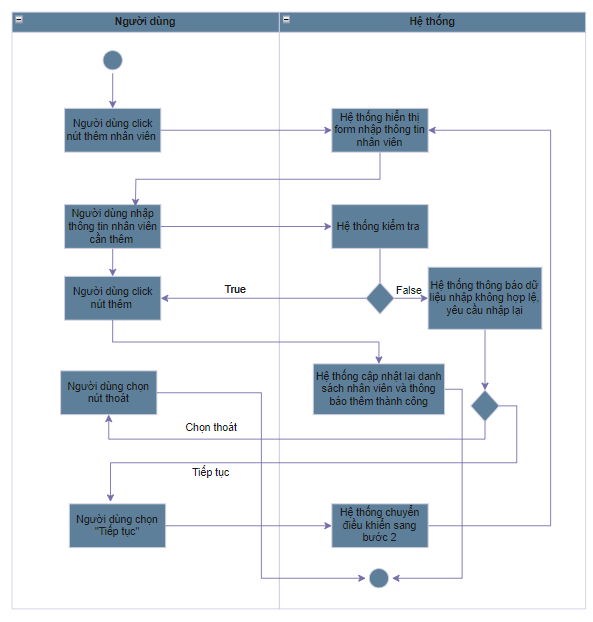 Người dùng
Hệ thống
Người dùng click
nút thêm nhân viên
Hệ thống hiển thị
form nhập thông tin
nhân viên
Người dùng nhập
thông tin nhân viên
cần thêm
Hệ thống kiểm tra
Người dùng click
nút thêm
True
False
Hệ thống thông báo dữ
liệu nhập không hợp lệ,
yêu cầu nhập lại
Người dùng chọn
nút thoát
Hệ thống cập nhật lại danh
sách nhân viên và thông
báo thêm thành công
Chọn thoát
Tiếp tục
Người dùng chọn
"Tiếp tục"
Hệ thống chuyển
điều khiển sang
bước 2